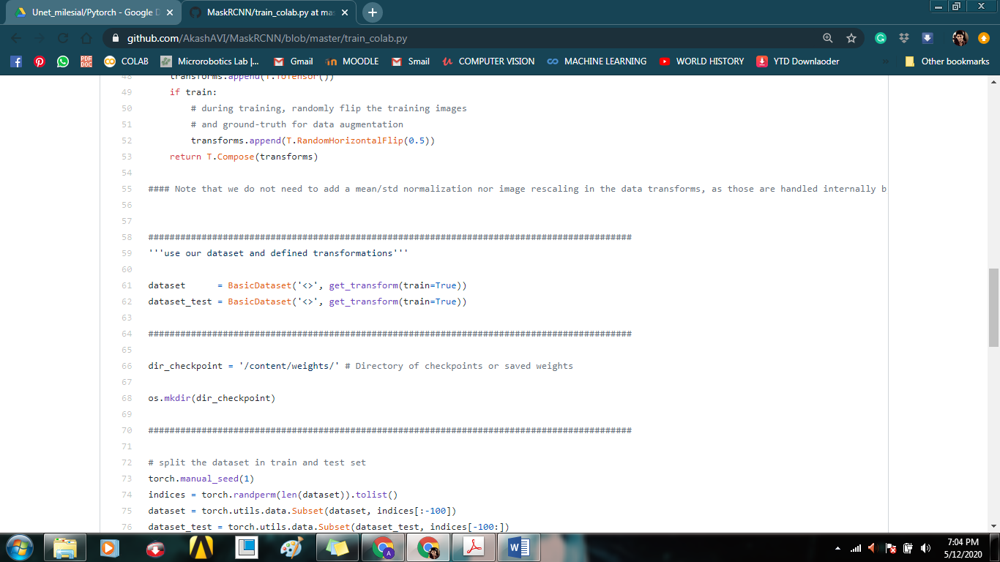 Unet_milesial/Pytorch - Google D
MaskRCNN/train_colab.py at mas
github.com/AkashAVI/MaskRCNN/blob/master/train_colab.py
COLAB Microrobotics Lab |... Gmail MOODLE Smail COMPUTER VISION MACHINE LEARNING WORLD HISTORY YTD Downlaoder » Other bookmarks
48 transforms.append(T.ToTensor())
49 if train:
50 # during training, randomly flip the training images
51 # and ground-truth for data augmentation
52 transforms.append(T.RandomHorizontalFlip(0.5))
53 return T.Compose(transforms)
54
55 #### Note that we do not need to add a mean/std normalization nor image rescaling in the data transforms, as those are handled internally b
56
57
58 ###########################################################################################
59 '''use our dataset and defined transformations'''
60
61 dataset      = BasicDataset('<>', get_transform(train=True))
62 dataset_test = BasicDataset('<>', get_transform(train=True))
63
64 ###########################################################################################
65
66 dir_checkpoint = '/content/weights/' # Directory of checkpoints or saved weights
67
68 os.mkdir(dir_checkpoint)
69
70 ###########################################################################################
71
72 # split the dataset in train and test set
73 torch.manual_seed(1)
74 indices = torch.randperm(len(dataset)).tolist()
75 dataset = torch.utils.data.Subset(dataset, indices[:-100])
76 dataset_test = torch.utils.data.Subset(dataset_test, indices[-100:])
7:04 PM
5/12/2020